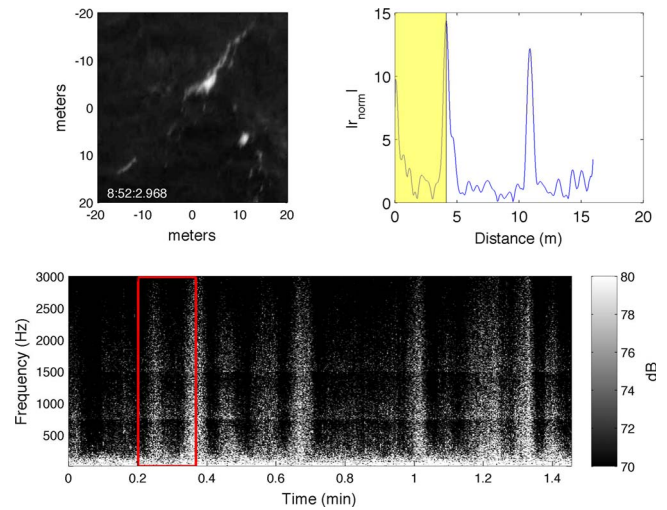 -20
-10
0
10
20
meters
8:52:2.968
-20 -10 0 10 20
meters
15
10
5
0
|r norm|
0 5 10 15 20
Distance (m)
3000
2500
2000
1500
1000
500
Frequency (Hz)
0 0.2 0.4 0.6 0.8 1 1.2 1.4
Time (min)
80
78
76
74
72
70
dB